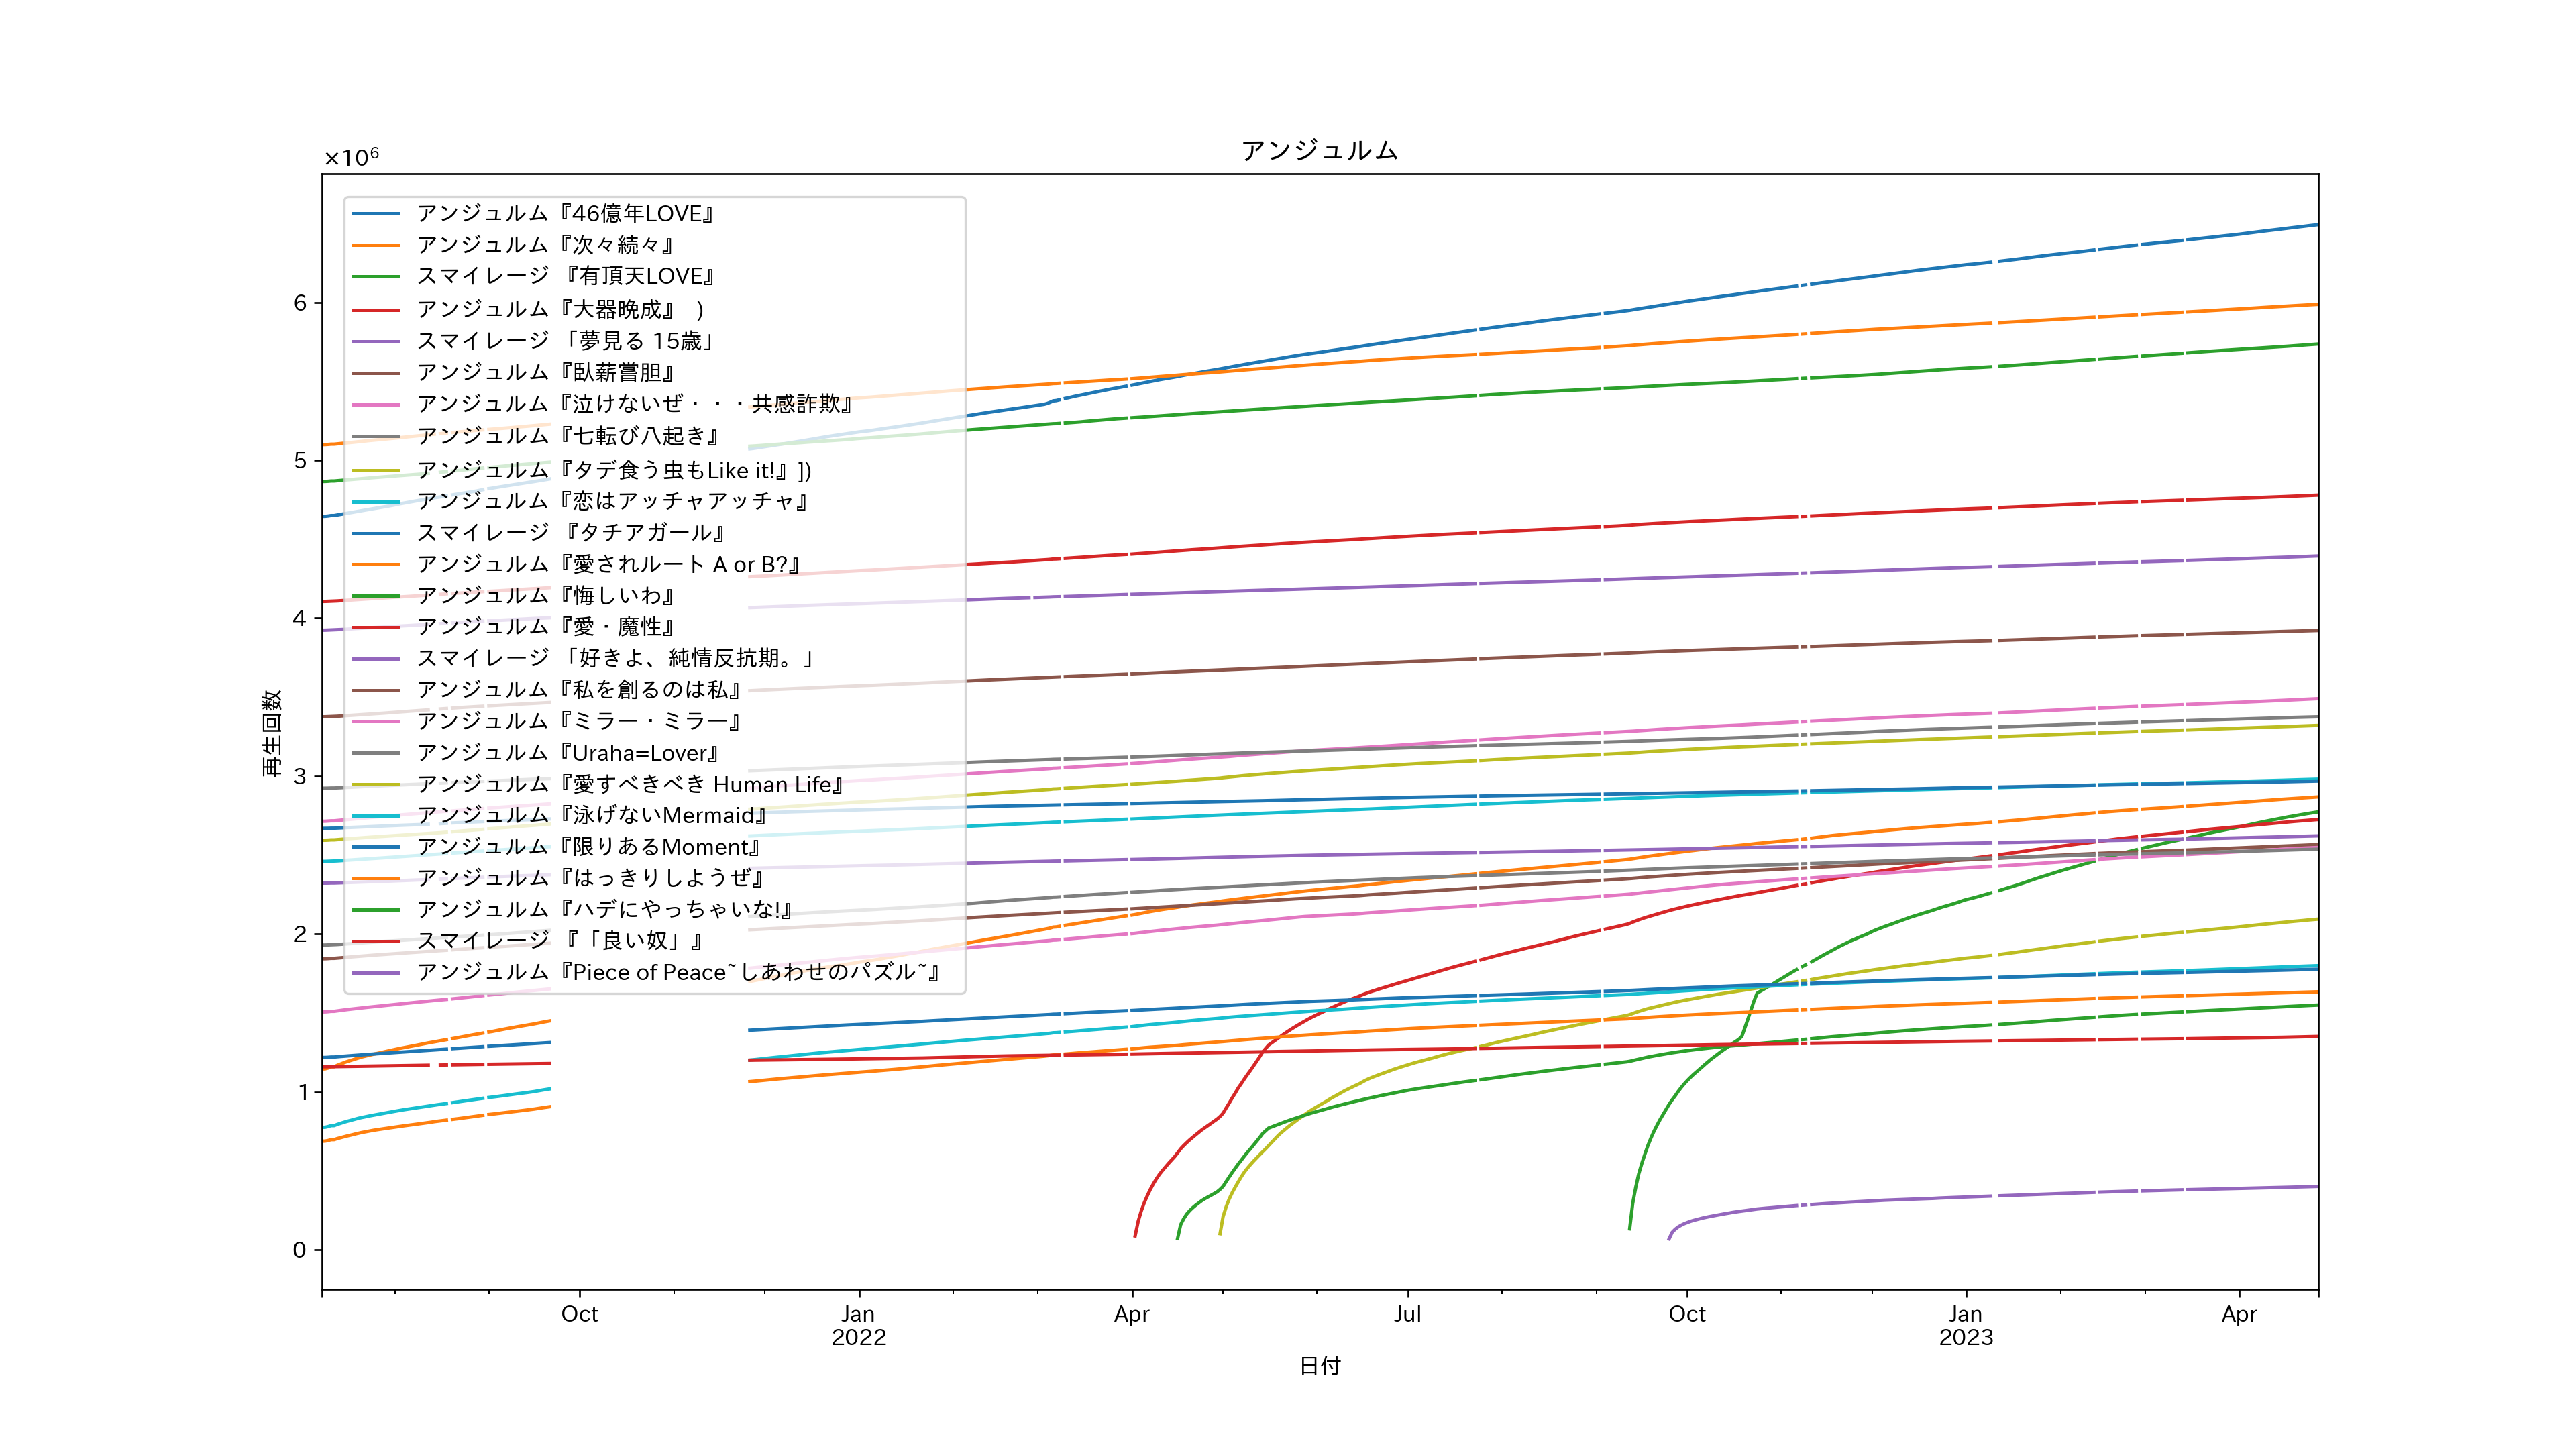 アンジュルム
×10⁶
アンジュルム『46億年LOVE』
アンジュルム『次々続々』
スマイレージ 『有頂天LOVE』
アンジュルム『大器晩成』 )
スマイレージ 「夢見る 15歳」
アンジュルム『臥薪嘗胆』
アンジュルム『泣けないぜ・・・共感詐欺』
アンジュルム『七転び八起き』
アンジュルム『タデ食う虫もLike it!』])
アンジュルム『恋はアッチャアッチャ』
スマイレージ 『タチアガール』
アンジュルム『愛されルート A or B?』
アンジュルム『悔しいわ』
アンジュルム『愛・魔性』
スマイレージ 「好きよ、純情反抗期。」
アンジュルム『私を創るのは私』
アンジュルム『ミラー・ミラー』
アンジュルム『Uraha=Lover』
アンジュルム『愛すべきべき Human Life』
アンジュルム『泳げないMermaid』
アンジュルム『限りあるMoment』
アンジュルム『はっきりしようぜ』
アンジュルム『ハデにやっちゃいな!』
スマイレージ 『「良い奴」』
アンジュルム『Piece of Peace~しあわせのパズル~』
6
5
4
3
2
1
0
再生回数
Oct Jan Apr Jul Oct Jan Apr
2022 2023
日付